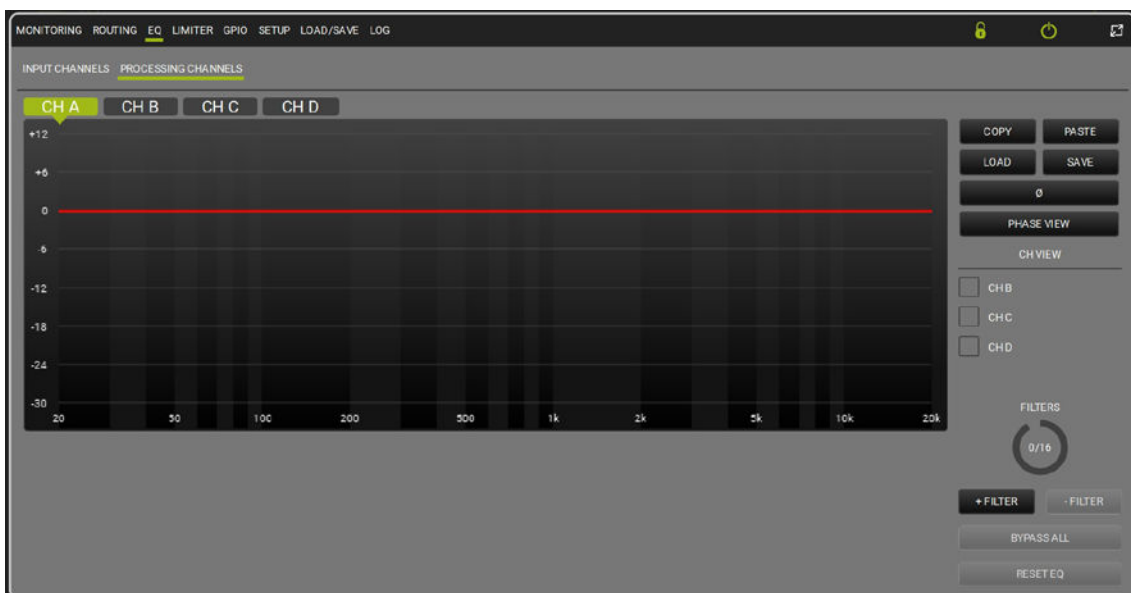 MONITORING ROUTING EQ LIMITER GPIO SETUP LOAD/SAVE LOG
INPUT CHANNELS PROCESSING CHANNELS
CH A CH B CH C CH D
+12
+6
0
-6
-12
-18
-24
-30
20 50 100 200 500 1k 2k 5k 10k 20k
COPY PASTE
LOAD SAVE
Ø
PHASE VIEW
CH VIEW
CH B
CH C
CH D
FILTERS
0/16
+ FILTER - FILTER
BYPASS ALL
RESET EQ